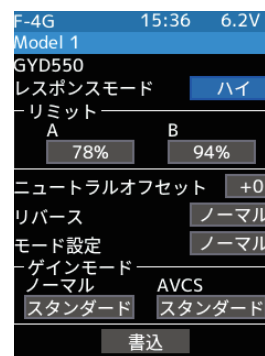 F-4G 15:36 6.2V
Model 1
GYD550
レスポンスモード ハイ
リミット
A B
78% 94%
ニュートラルオフセット +0
リバース ノーマル
モード設定 ノーマル
ゲインモード
ノーマル AVCS
スタンダード スタンダード
書込